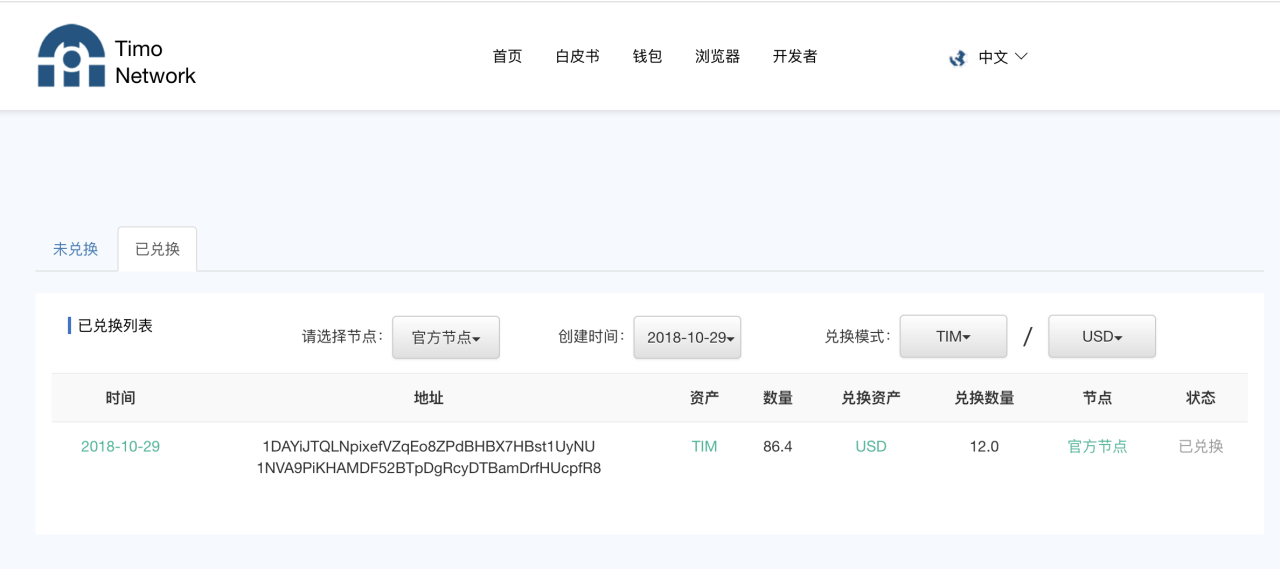 Timo
Network
首页 白皮书 钱包 浏览器 开发者 中文
未兑换 已兑换
已兑换列表 请选择节点: 官方节点 创建时间: 2018-10-29 兑换模式: TIM / USD
时间 地址 资产 数量 兑换资产 兑换数量 节点 状态
2018-10-29 1DAYiJTQLNpixefVZqEo8ZPdBHBX7HBst1UyNU TIM 86.4 USD 12.0 官方节点 已兑换
1NVA9PiKHAMDF52BTpDgRcyDTBamDrfHUcpfR8